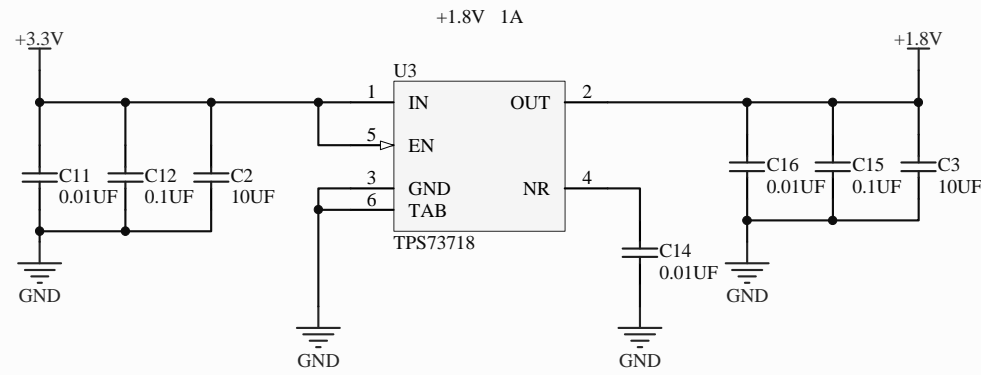 +1.8V 1A
+3.3V
+1.8V
U3
1
IN
OUT
2
5
EN
C11
0.01UF
C12
0.1UF
C2
10UF
3
GND
NR
4
6
TAB
TPS73718
C16
0.01UF
C15
0.1UF
C3
10UF
C14
0.01UF
GND
GND
GND
GND